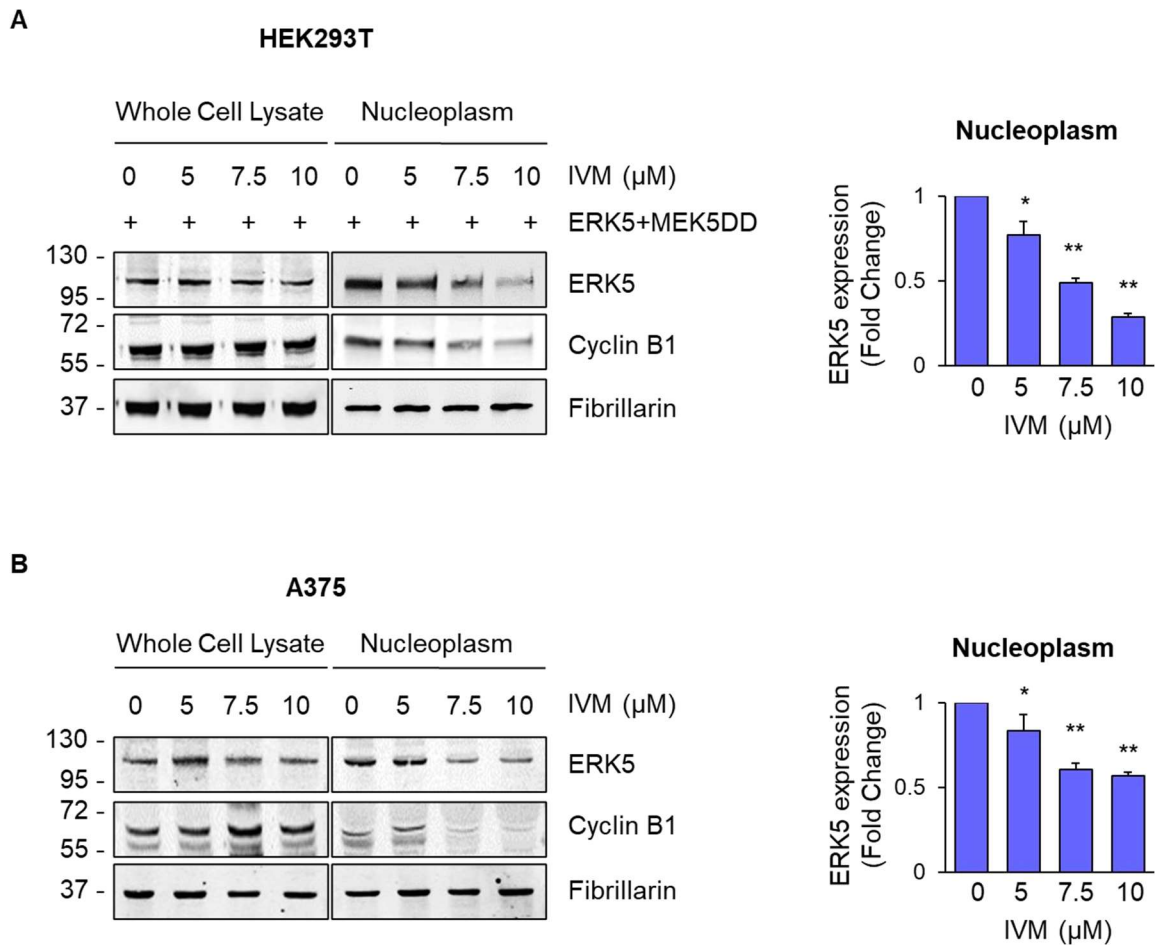 A
HEK293T
Whole Cell Lysate Nucleoplasm
0 5 7.5 10 0 5 7.5 10 IVM (µM)
+ + + + + + + + ERK5+MEK5DD
130 -
95 -
ERK5
72 -
55 -
Cyclin B1
37 -
Fibrillarin
Nucleoplasm
ERK5 expression
(Fold Change)
1
0.5
0
* ** **
0 5 7.5 10
IVM (µM)
B
A375
Whole Cell Lysate Nucleoplasm
0 5 7.5 10 0 5 7.5 10 IVM (µM)
130 -
95 -
ERK5
72 -
55 -
Cyclin B1
37 -
Fibrillarin
Nucleoplasm
ERK5 expression
(Fold Change)
1
0.5
0
* ** **
0 5 7.5 10
IVM (µM)